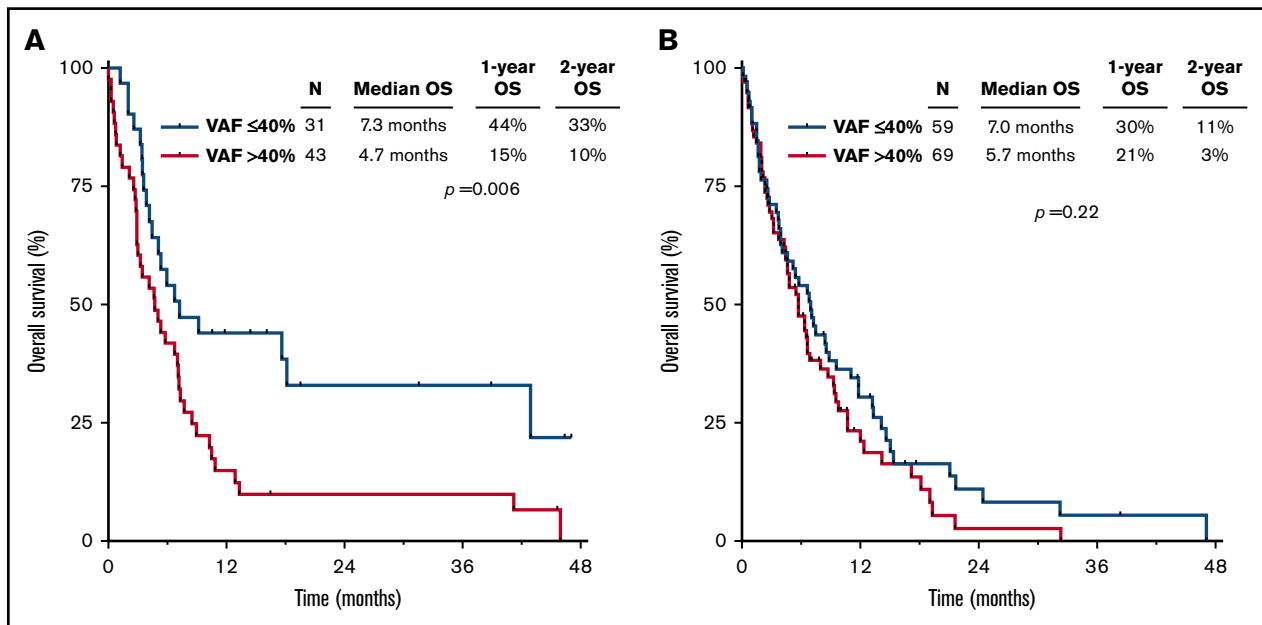 A
N Median OS 1-year OS 2-year OS
VAF ≤40% 31 7.3 months 44% 33%
VAF >40% 43 4.7 months 15% 10%
p=0.006
100
75
50
25
0
Overall survival (%)
0 12 24 36 48
Time (months)
B
N Median OS 1-year OS 2-year OS
VAF ≤40% 59 7.0 months 30% 11%
VAF >40% 69 5.7 months 21% 3%
p=0.22
100
75
50
25
0
Overall survival (%)
0 12 24 36 48
Time (months)